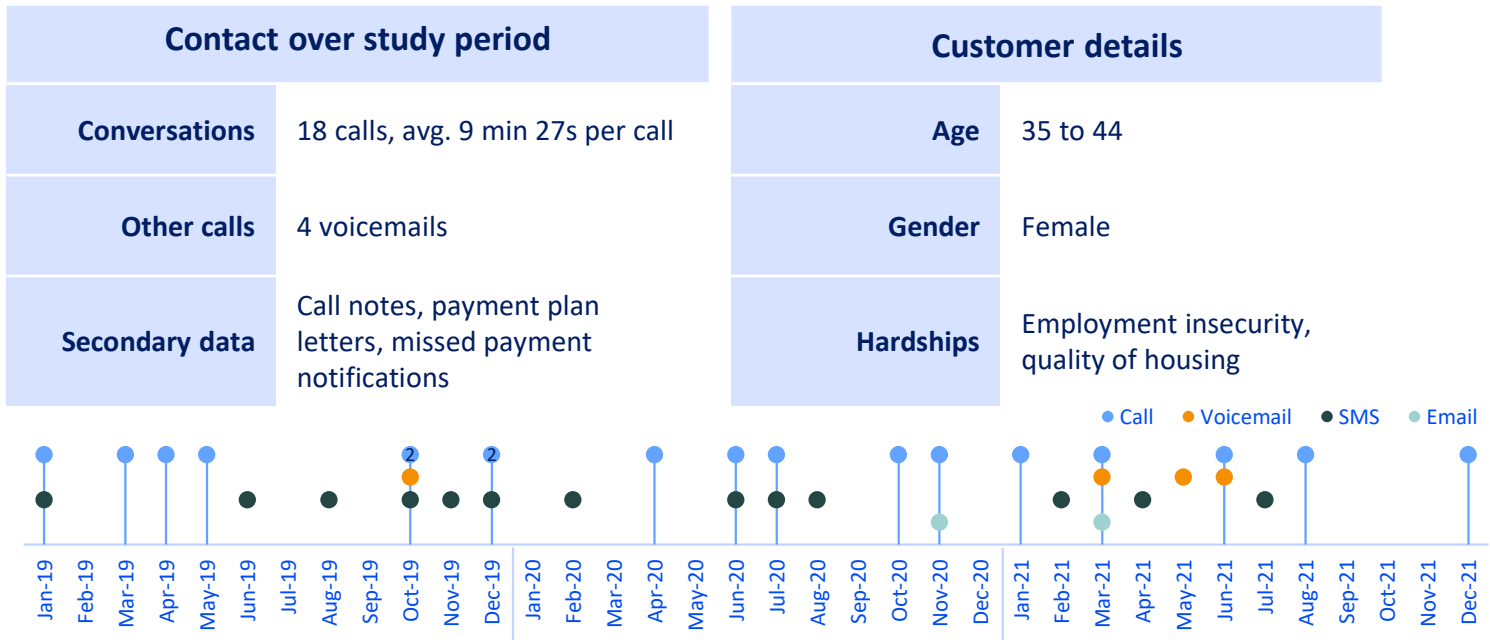 Contact over study period
Customer details
Conversations
18 calls, avg. 9 min 27s per call
Age
35 to 44
Other calls
4 voicemails
Gender
Female
Secondary data
Call notes, payment plan
letters, missed payment
notifications
Hardships
Employment insecurity,
quality of housing
Call
Voicemail
SMS
Email
2
2
Jan-19
Feb-19
Mar-19
Apr-19
May-19
Jun-19
Jul-19
Aug-19
Sep-19
Oct-19
Nov-19
Dec-19
Jan-20
Feb-20
Mar-20
Apr-20
May-20
Jun-20
Jul-20
Aug-20
Sep-20
Oct-20
Nov-20
Dec-20
Jan-21
Feb-21
Mar-21
Apr-21
May-21
Jun-21
Jul-21
Aug-21
Sep-21
Oct-21
Nov-21
Dec-21